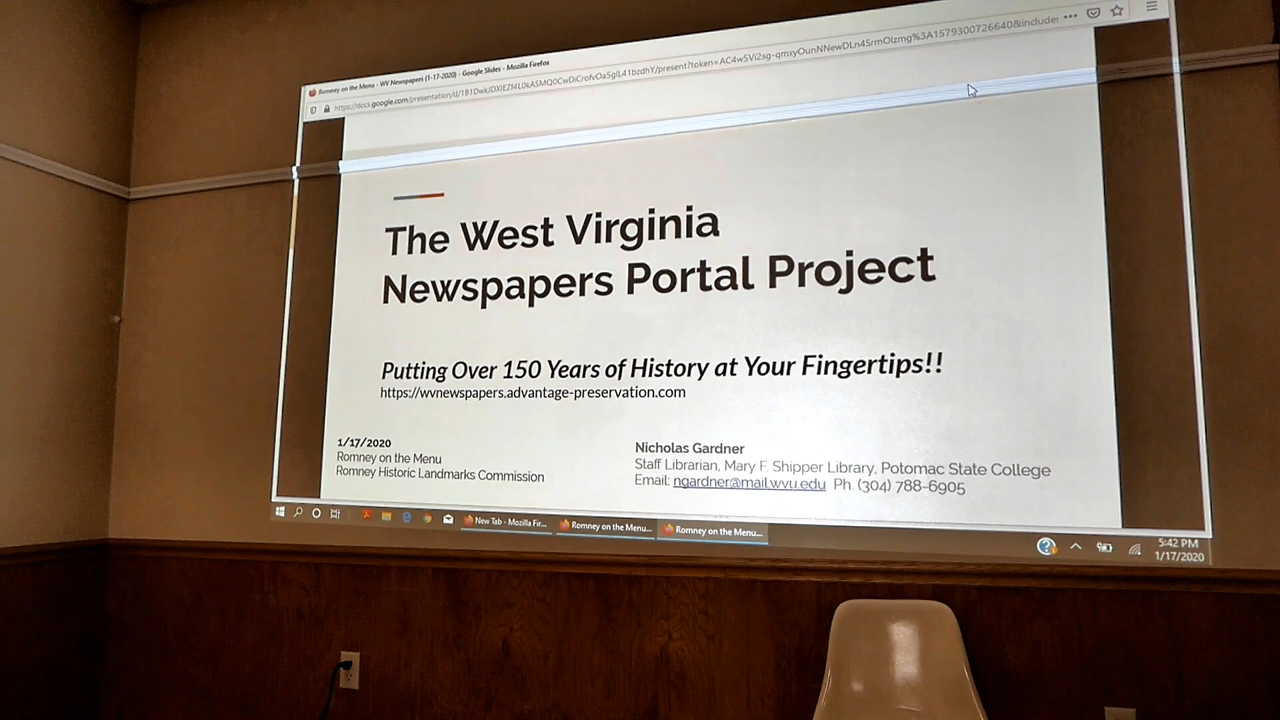 Romney on the Menu - WV Newspapers (1-17-2020) - Google Slides - Mozilla Firefox
The West Virginia
Newspapers Portal Project
Putting Over 150 Years of History at Your Fingertips!!
https://wvnewspapers.advantage-preservation.com
1/17/2020
Romney on the Menu
Romney Historic Landmarks Commission
Nicholas Gardner
Staff Librarian, Mary F. Shipper Library, Potomac State College
Email: ngardner@mail.wvu.edu Ph. (304) 788-6905
New Tab - Mozilla Fir...
Romney on the Menu...
Romney on the Menu...
5:42 PM
1/17/2020